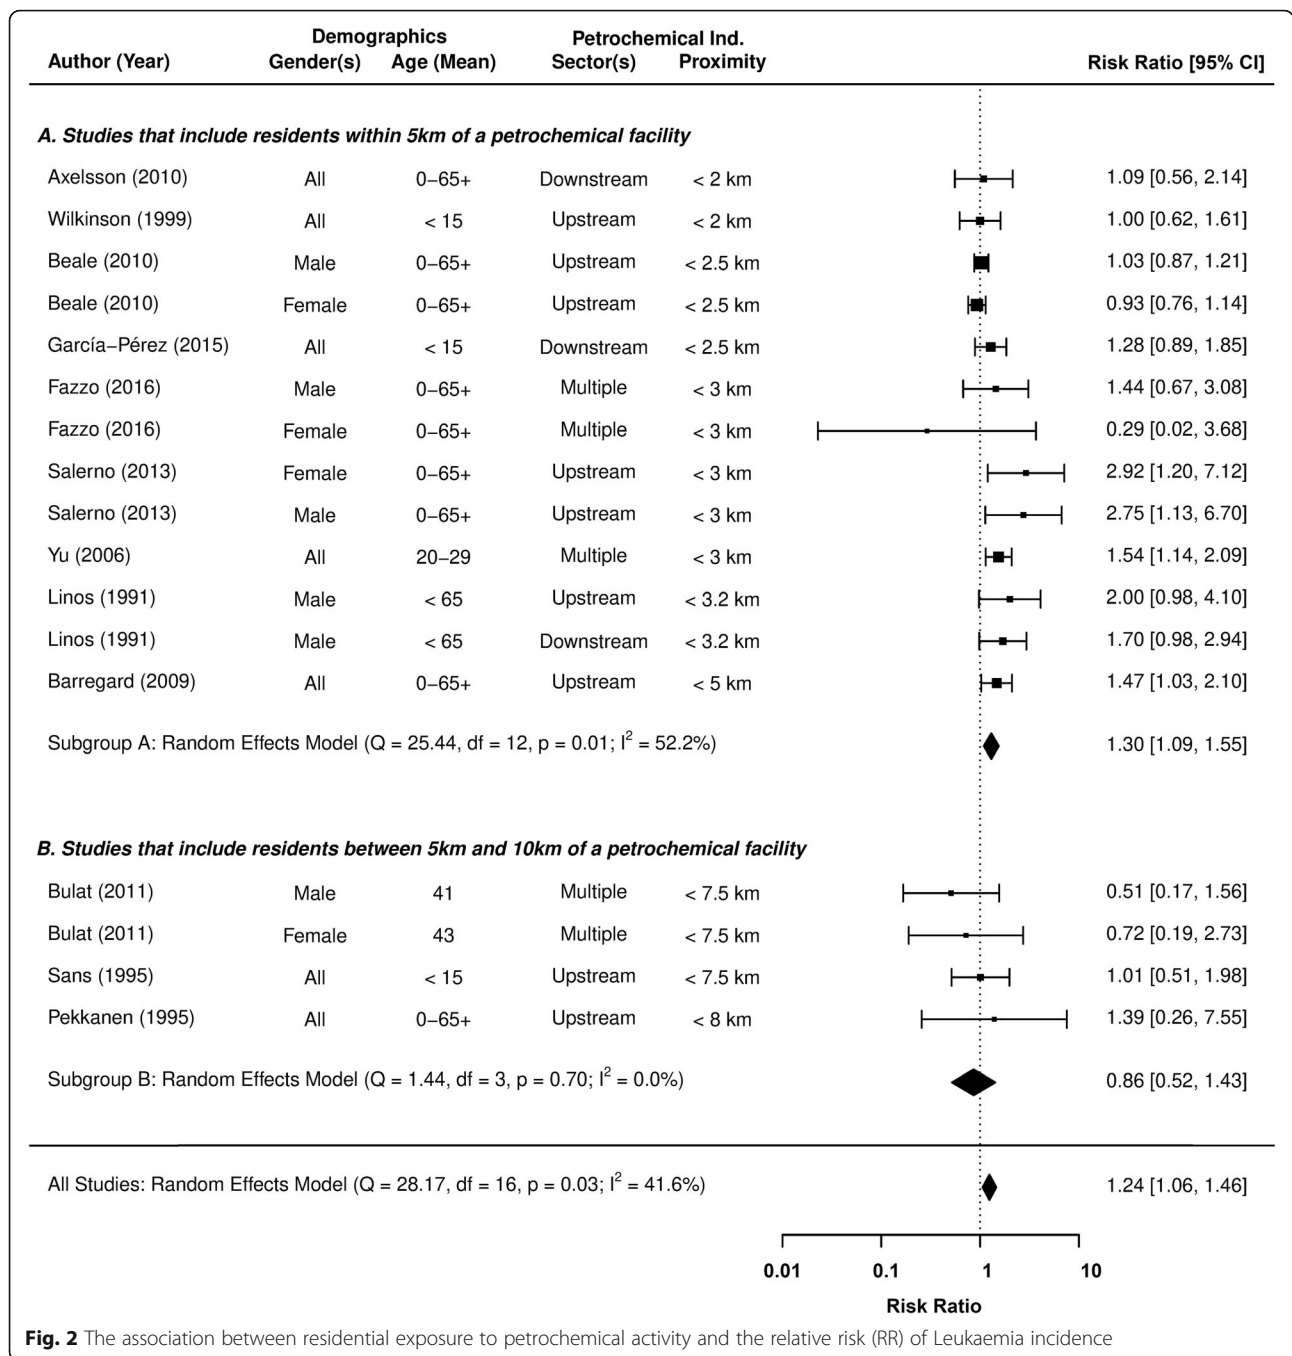 Demographics Petrochemical Ind.
Author (Year) Gender(s) Age (Mean) Sector(s) Proximity Risk Ratio [95% CI]
A. Studies that include residents within 5km of a petrochemical facility
Axelsson (2010) All 0−65+ Downstream < 2 km 1.09 [0.56, 2.14]
Wilkinson (1999) All < 15 Upstream < 2 km 1.00 [0.62, 1.61]
Beale (2010) Male 0−65+ Upstream < 2.5 km 1.03 [0.87, 1.21]
Beale (2010) Female 0−65+ Upstream < 2.5 km 0.93 [0.76, 1.14]
García−Pérez (2015) All < 15 Downstream < 2.5 km 1.28 [0.89, 1.85]
Fazzo (2016) Male 0−65+ Multiple < 3 km 1.44 [0.67, 3.08]
Fazzo (2016) Female 0−65+ Multiple < 3 km 0.29 [0.02, 3.68]
Salerno (2013) Female 0−65+ Upstream < 3 km 2.92 [1.20, 7.12]
Salerno (2013) Male 0−65+ Upstream < 3 km 2.75 [1.13, 6.70]
Yu (2006) All 20−29 Multiple < 3 km 1.54 [1.14, 2.09]
Linos (1991) Male < 65 Upstream < 3.2 km 2.00 [0.98, 4.10]
Linos (1991) Male < 65 Downstream < 3.2 km 1.70 [0.98, 2.94]
Barregard (2009) All 0−65+ Upstream < 5 km 1.47 [1.03, 2.10]
Subgroup A: Random Effects Model (Q = 25.44, df = 12, p = 0.01; I² = 52.2%) 1.30 [1.09, 1.55]
B. Studies that include residents between 5km and 10km of a petrochemical facility
Bulat (2011) Male 41 Multiple < 7.5 km 0.51 [0.17, 1.56]
Bulat (2011) Female 43 Multiple < 7.5 km 0.72 [0.19, 2.73]
Sans (1995) All < 15 Upstream < 7.5 km 1.01 [0.51, 1.98]
Pekkanen (1995) All 0−65+ Upstream < 8 km 1.39 [0.26, 7.55]
Subgroup B: Random Effects Model (Q = 1.44, df = 3, p = 0.70; I² = 0.0%) 0.86 [0.52, 1.43]
All Studies: Random Effects Model (Q = 28.17, df = 16, p = 0.03; I² = 41.6%) 1.24 [1.06, 1.46]
0.01 0.1 1 10
Risk Ratio
Fig. 2 The association between residential exposure to petrochemical activity and the relative risk (RR) of Leukaemia incidence